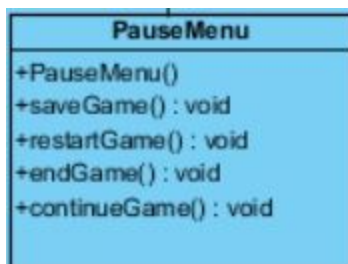 PauseMenu
+PauseMenu()
+saveGame() : void
+restartGame() : void
+endGame() : void
+continueGame() : void